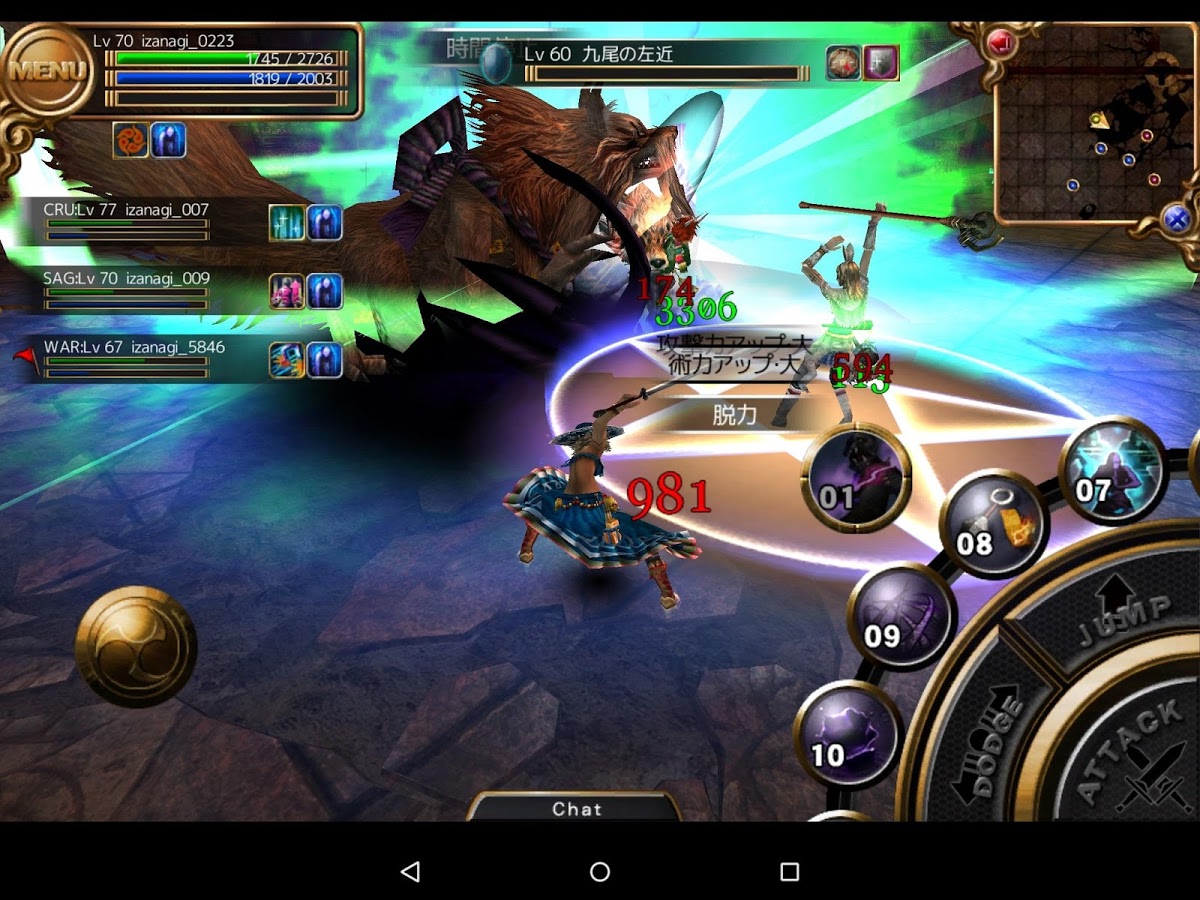 MENU
Lv 70 izanagi_0223
1745 / 2726
1819 / 2003
Lv 60 九尾の左近
CRU:Lv 77 izanagi_007
SAG:Lv 70 izanagi_009
WAR:Lv 67 izanagi_5846
174
3306
攻撃力アップ・大
術力アップ・大
脱力
981
01
07
08
09
10
JUMP
DODGE
ATTACK
Chat